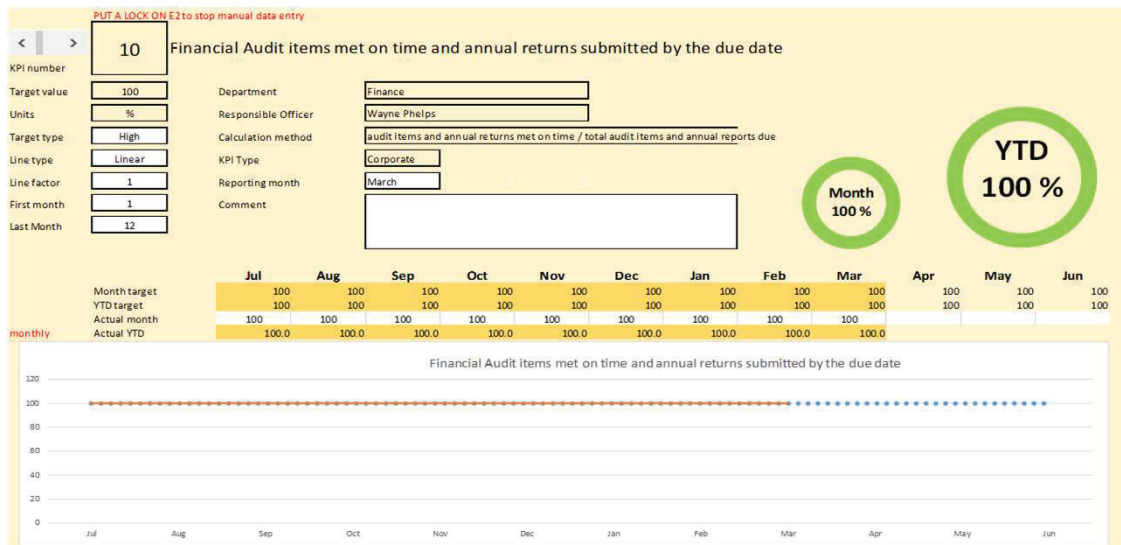 PUT A LOCK ON E2 to stop manual data entry
10
Financial Audit items met on time and annual returns submitted by the due date
KPI number
Target value 100 Department Finance
Units % Responsible Officer Wayne Phelps
Target type High Calculation method audit items and annual returns met on time / total audit items and annual reports due
Line type Linear KPI Type Corporate
Line factor 1 Reporting month March
First month 1 Comment
Last Month 12
Month
100 %
YTD
100 %
Jul Aug Sep Oct Nov Dec Jan Feb Mar Apr May Jun
Month target 100 100 100 100 100 100 100 100 100 100 100 100
YTD target 100 100 100 100 100 100 100 100 100 100 100 100
Actual month 100 100 100 100 100 100 100 100 100
monthly Actual YTD 100.0 100.0 100.0 100.0 100.0 100.0 100.0 100.0 100.0
Financial Audit items met on time and annual returns submitted by the due date
120
100
80
60
40
20
0
Jul Aug Sep Oct Nov Dec Jan Feb Mar Apr May Jun